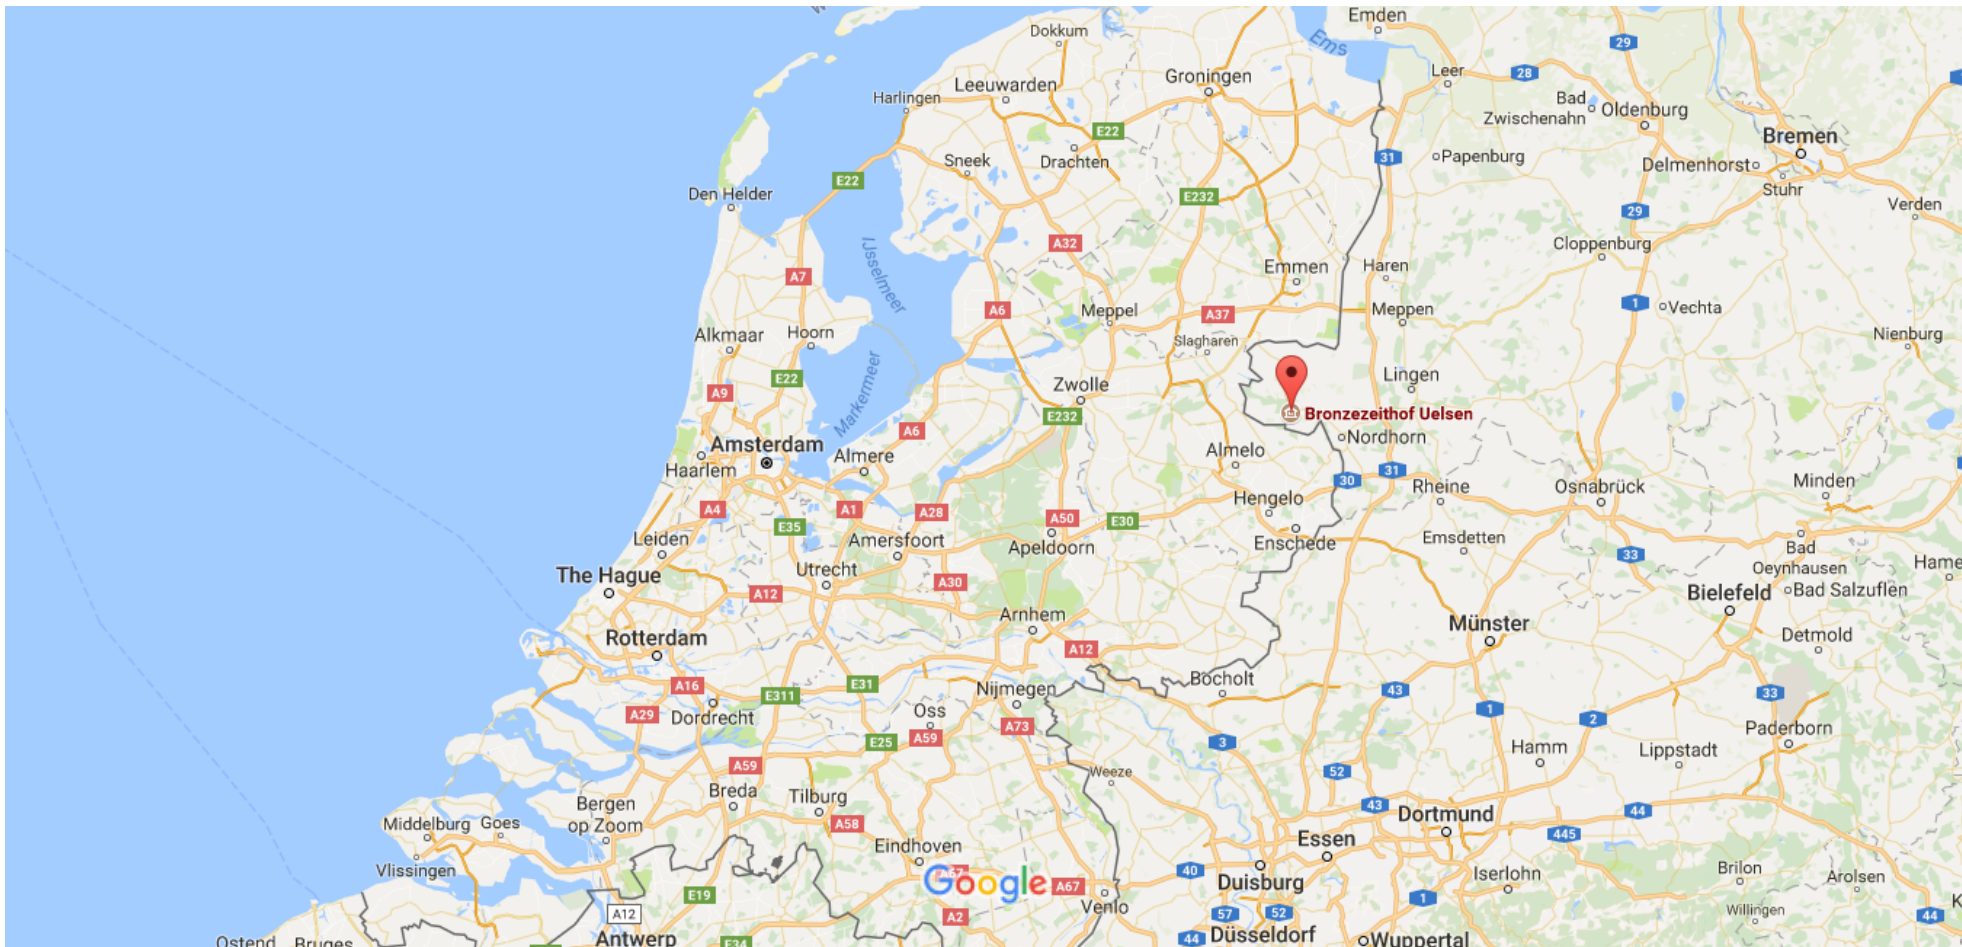 Emden
Dokkum
Ems
29
Leer
28
Groningen
Leeuwarden
Harlingen
Bad
Zwischenahn
Oldenburg
E22
Bremen
Sneek
Drachten
31
Papenburg
Delmenhorst
Stuhr
E22
Den Helder
E232
29
Verden
A32
Cloppenburg
IJsselmeer
A7
Emmen
Haren
A6
Meppel
A37
Meppen
1
Vechta
Alkmaar
Hoorn
Slagharen
Nienburg
E22
Markermeer
A9
Zwolle
Lingen
E232
Bronzezeithof Uelsen
A6
Nordhorn
Amsterdam
Almere
Almelo
Haarlem
30
31
Rheine
Osnabrück
Minden
Hengelo
A4
A1
A28
A50
E30
E35
Leiden
Amersfoort
Apeldoorn
Enschede
Emsdetten
33
Bad
Oeynhausen
Hame
The Hague
Utrecht
A30
A12
Bielefeld
Bad Salzuflen
Arnhem
Münster
Detmold
Rotterdam
A12
Bocholt
A16
E311
E31
Nijmegen
43
33
A29
Dordrecht
Oss
A73
1
2
A59
E25
3
Paderborn
Hamm
Lippstadt
A59
Weeze
52
Breda
Tilburg
Bergen
op Zoom
43
Dortmund
44
Middelburg
Goes
A58
445
Essen
Eindhoven
Vlissingen
40
Brilon
Iserlohn
Arolsen
A67
Google
A67
Duisburg
E19
1
Venlo
A12
A2
57
52
Willingen
44
K
Ostend
Bruges
Antwerp
E34
44
Düsseldorf
Wuppertal